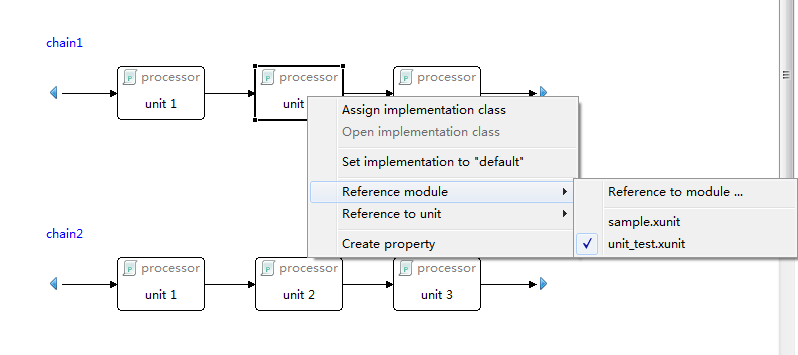 chain1
processor
unit 1
processor
unit
processor
Assign implementation class
Open implementation class
Set implementation to "default"
Reference module
Reference to unit
Create property
Reference to module ...
sample.xunit
unit_test.xunit
chain2
processor
unit 1
processor
unit 2
processor
unit 3